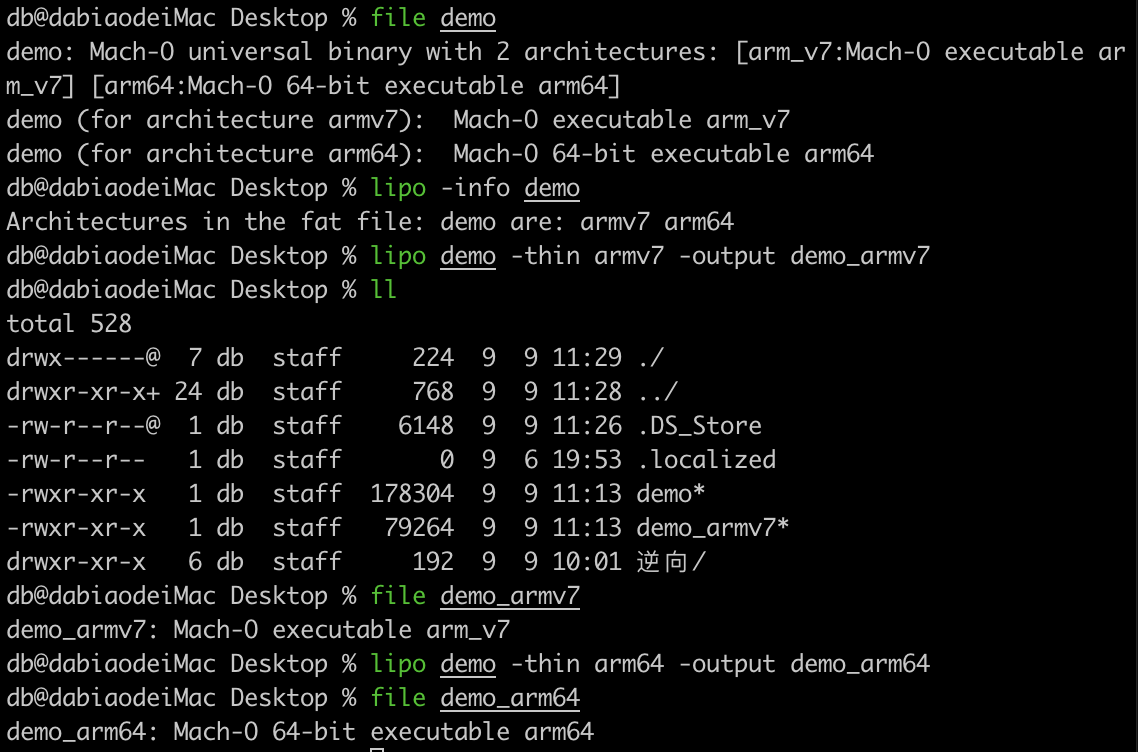 db@dabiaodeiMac Desktop % file demo
demo: Mach-O universal binary with 2 architectures: [arm_v7:Mach-O executable ar
m_v7] [arm64:Mach-O 64-bit executable arm64]
demo (for architecture armv7):  Mach-O executable arm_v7
demo (for architecture arm64):  Mach-O 64-bit executable arm64
db@dabiaodeiMac Desktop % lipo -info demo
Architectures in the fat file: demo are: armv7 arm64
db@dabiaodeiMac Desktop % lipo demo -thin armv7 -output demo_armv7
db@dabiaodeiMac Desktop % ll
total 528
drwx------@  7 db  staff     224  9  9 11:29 ./
drwxr-xr-x+ 24 db  staff     768  9  9 11:28 ../
-rw-r--r--@  1 db  staff    6148  9  9 11:26 .DS_Store
-rw-r--r--   1 db  staff       0  9  6 19:53 .localized
-rwxr-xr-x   1 db  staff  178304  9  9 11:13 demo*
-rwxr-xr-x   1 db  staff   79264  9  9 11:13 demo_armv7*
drwxr-xr-x   6 db  staff     192  9  9 10:01 逆向/
db@dabiaodeiMac Desktop % file demo_armv7
demo_armv7: Mach-O executable arm_v7
db@dabiaodeiMac Desktop % lipo demo -thin arm64 -output demo_arm64
db@dabiaodeiMac Desktop % file demo_arm64
demo_arm64: Mach-O 64-bit executable arm64